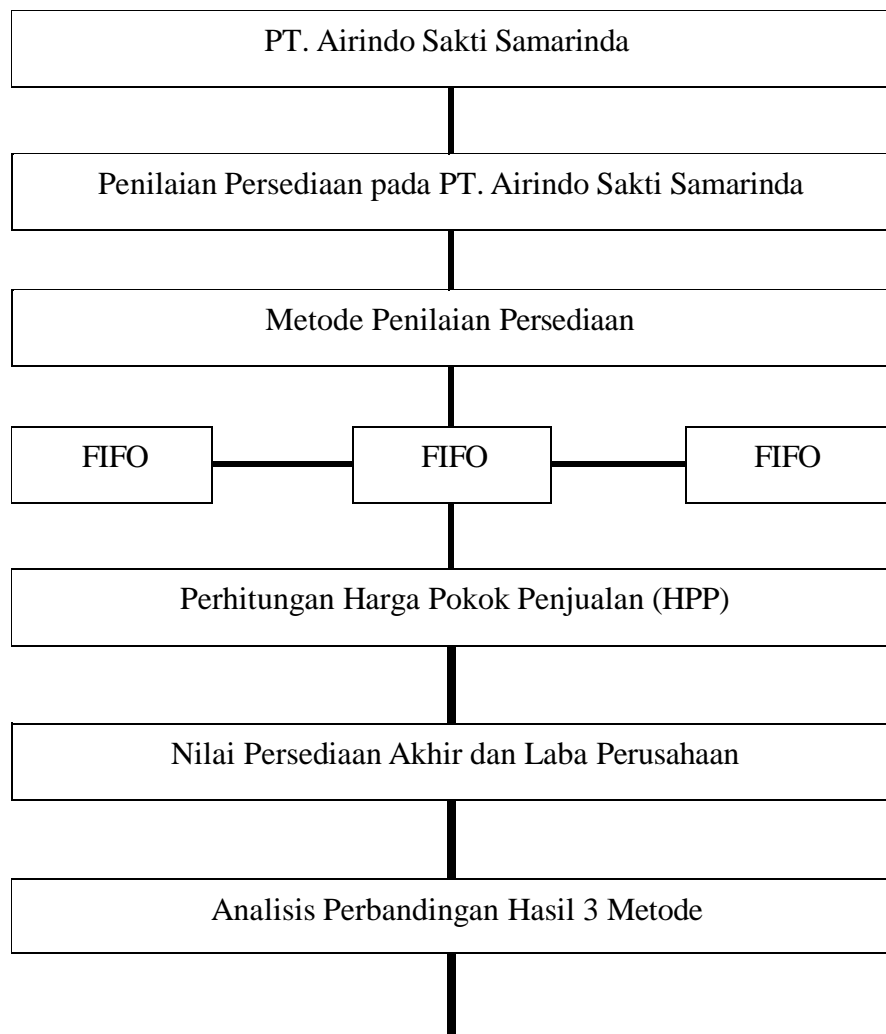 PT. Airindo Sakti Samarinda
Penilaian Persediaan pada PT. Airindo Sakti Samarinda
Metode Penilaian Persediaan
FIFO FIFO FIFO
Perhitungan Harga Pokok Penjualan (HPP)
Nilai Persediaan Akhir dan Laba Perusahaan
Analisis Perbandingan Hasil 3 Metode